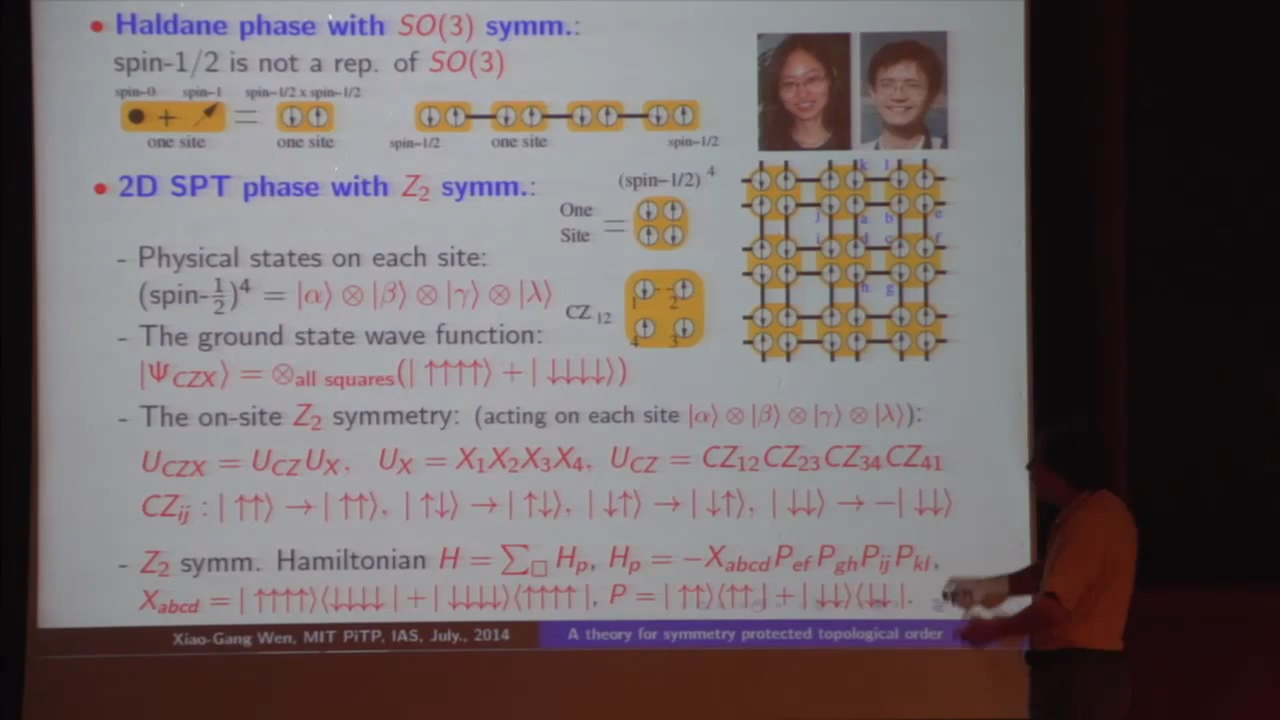 • Haldane phase with SO(3) symm.:
spin-1/2 is not a rep. of SO(3)
spin-0 spin-1 spin-1/2 x spin-1/2
+ =
one site one site spin-1/2 one site spin-1/2
• 2D SPT phase with Z₂ symm.:
(spin-1/2)⁴
One
Site =
k l
j a b e
i d c f
h g
- Physical states on each site:
(spin-½)⁴ = |α⟩ ⊗ |β⟩ ⊗ |γ⟩ ⊗ |λ⟩
CZ₁₂
1 2
4 3
- The ground state wave function:
|Ψ_CZX⟩ = ⊗_all squares(| ↑↑↑↑⟩ + | ↓↓↓↓⟩)
- The on-site Z₂ symmetry: (acting on each site |α⟩ ⊗ |β⟩ ⊗ |γ⟩ ⊗ |λ⟩):
U_CZX = U_CZ U_X, U_X = X₁X₂X₃X₄, U_CZ = CZ₁₂CZ₂₃CZ₃₄CZ₄₁
CZ_ij : | ↑↑⟩ → | ↑↑⟩, | ↑↓⟩ → | ↑↓⟩, | ↓↑⟩ → | ↓↑⟩, | ↓↓⟩ → −| ↓↓⟩
- Z₂ symm. Hamiltonian H = ∑_□ H_p, H_p = −X_abcd P_ef P_gh P_ij P_kl,
X_abcd = | ↑↑↑↑⟩⟨↓↓↓↓ | + | ↓↓↓↓⟩⟨↑↑↑↑ |, P = | ↑↑⟩⟨↑↑ | + | ↓↓⟩⟨↓↓ |.
Xiao-Gang Wen, MIT PiTP, IAS, July., 2014 A theory for symmetry protected topological order